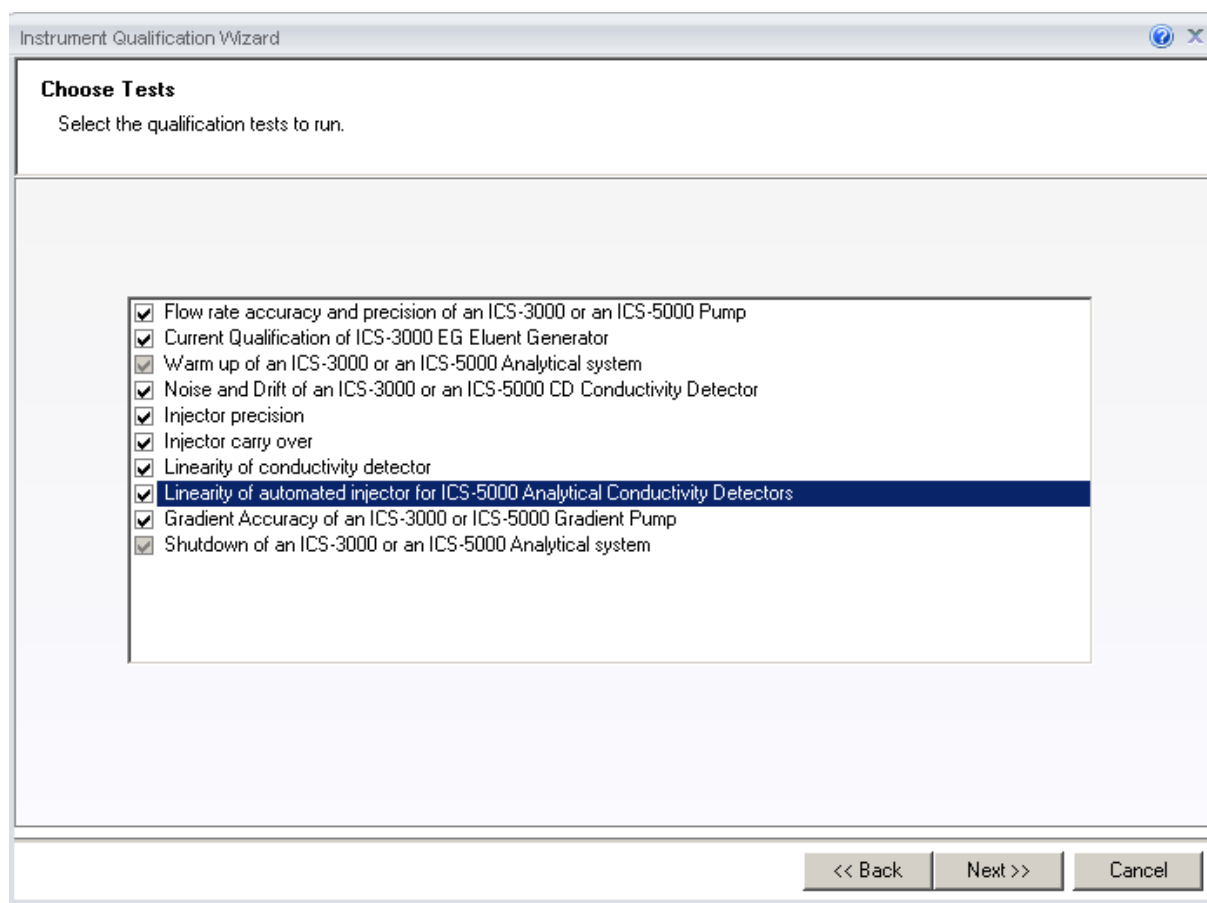 Instrument Qualification Wizard
Choose Tests
Select the qualification tests to run.
Flow rate accuracy and precision of an ICS-3000 or an ICS-5000 Pump
Current Qualification of ICS-3000 EG Eluent Generator
Warm up of an ICS-3000 or an ICS-5000 Analytical system
Noise and Drift of an ICS-3000 or an ICS-5000 CD Conductivity Detector
Injector precision
Injector carry over
Linearity of conductivity detector
Linearity of automated injector for ICS-5000 Analytical Conductivity Detectors
Gradient Accuracy of an ICS-3000 or ICS-5000 Gradient Pump
Shutdown of an ICS-3000 or an ICS-5000 Analytical system
<< Back Next >> Cancel